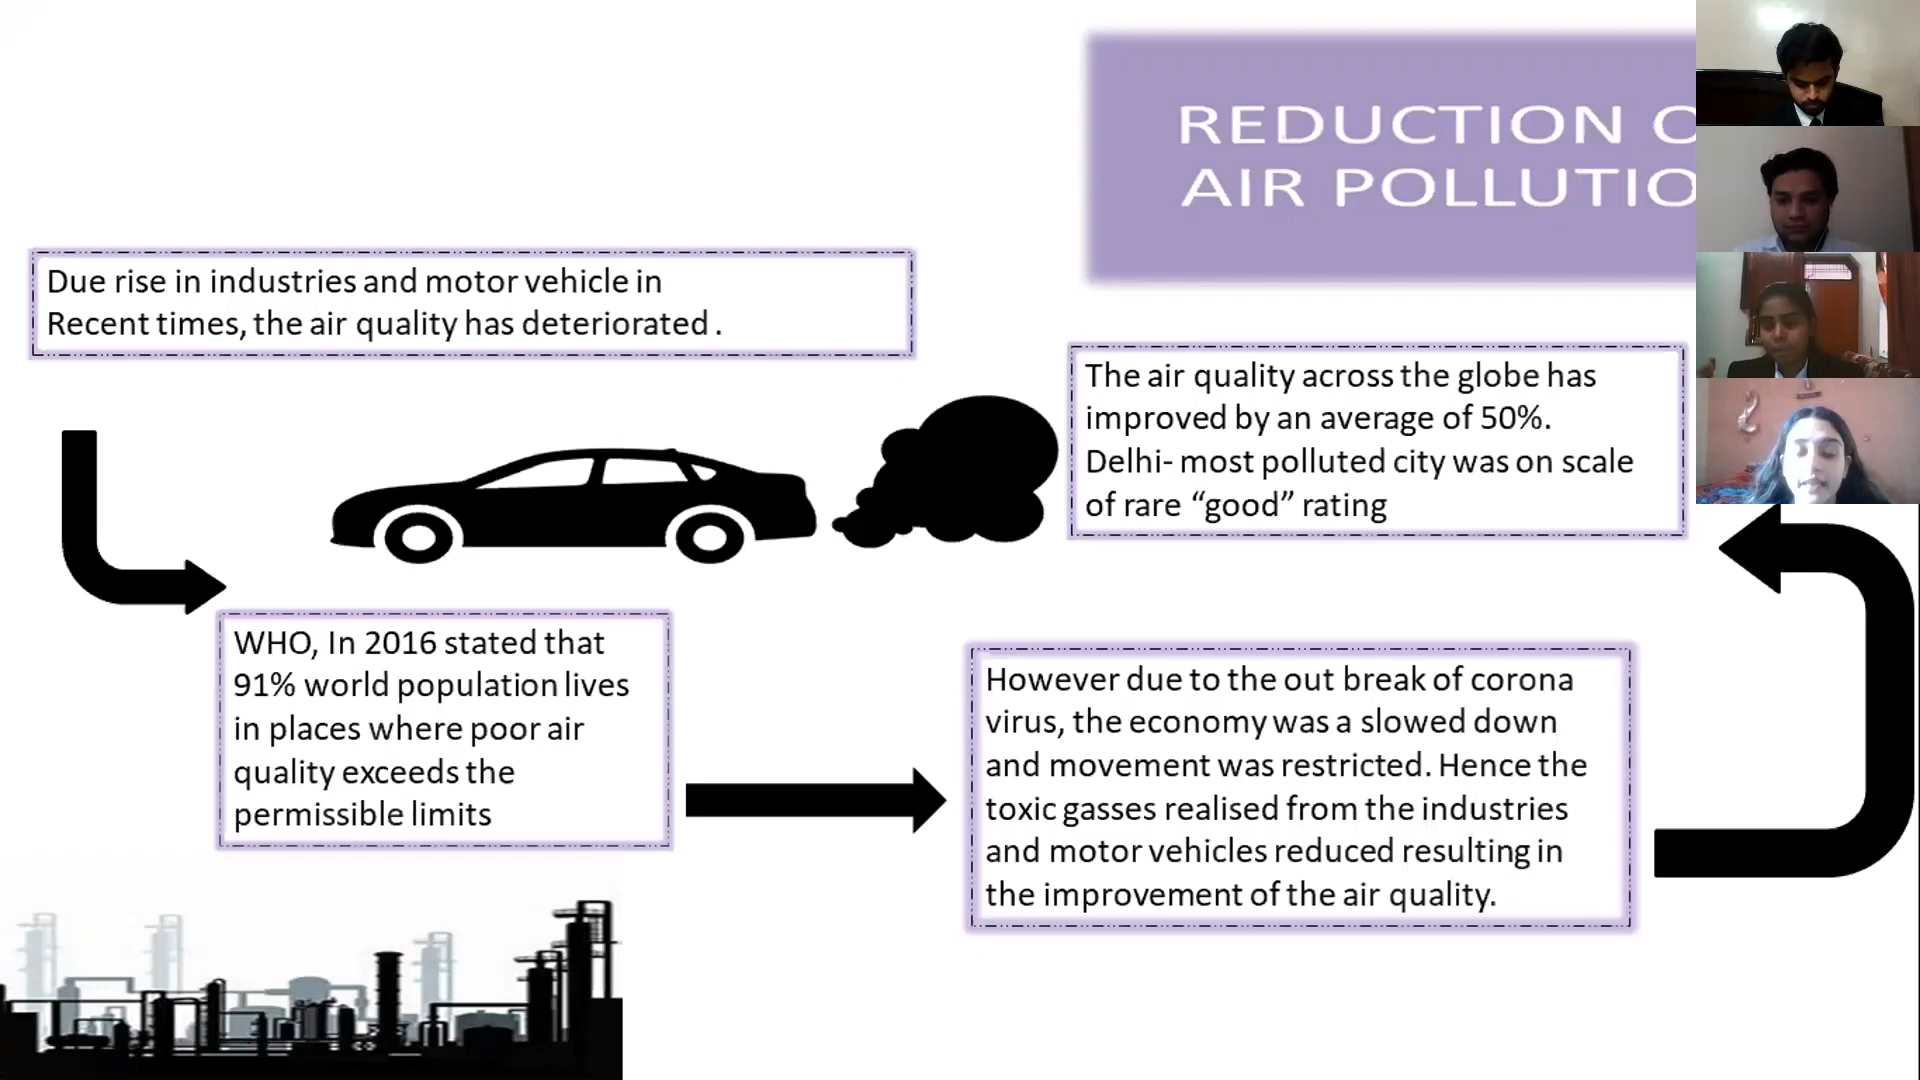 REDUCTION
AIR
Due rise in industries and motor vehicle in
Recent times, the air quality has deteriorated .
The air quality across the globe has
improved by an average of 50%.
Delhi- most polluted city was on scale
of rare “good” rating
WHO, In 2016 stated that
91% world population lives
in places where poor air
quality exceeds the
permissible limits
However due to the out break of corona
virus, the economy was a slowed down
and movement was restricted. Hence the
toxic gasses realised from the industries
and motor vehicles reduced resulting in
the improvement of the air quality.